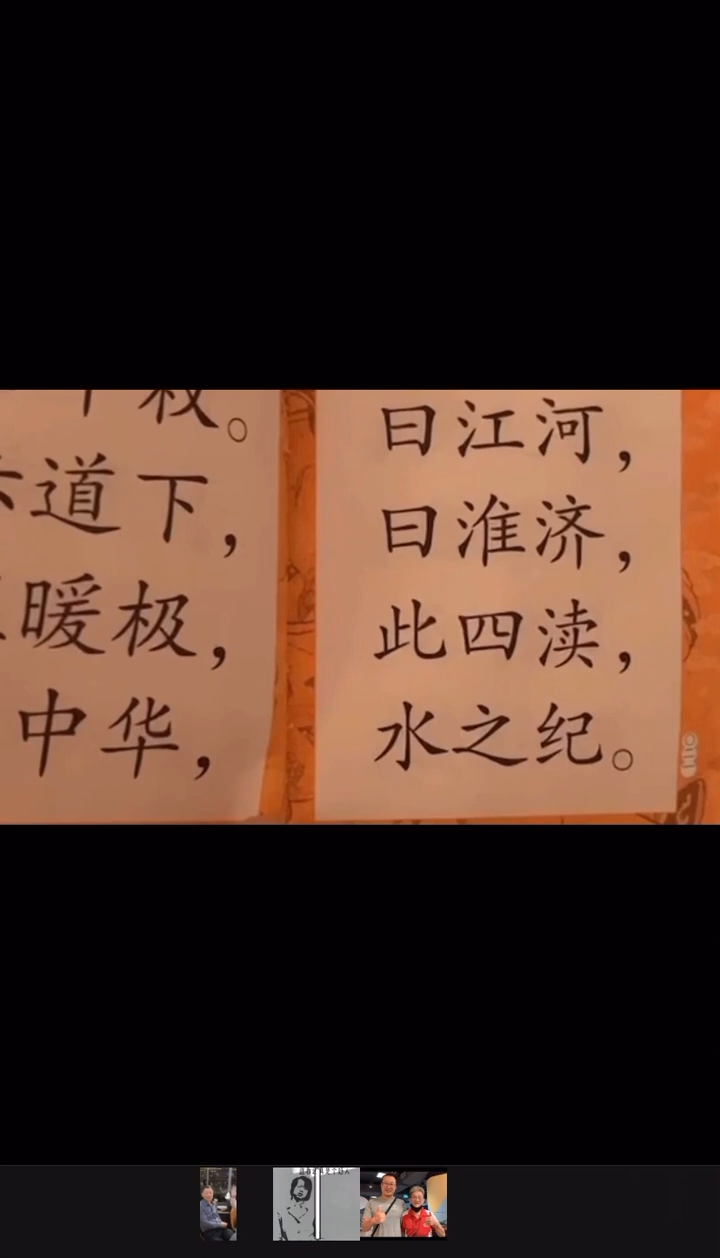 道下，
暖极，
中华，
曰江河，
曰淮济，
此四渎，
水之纪。